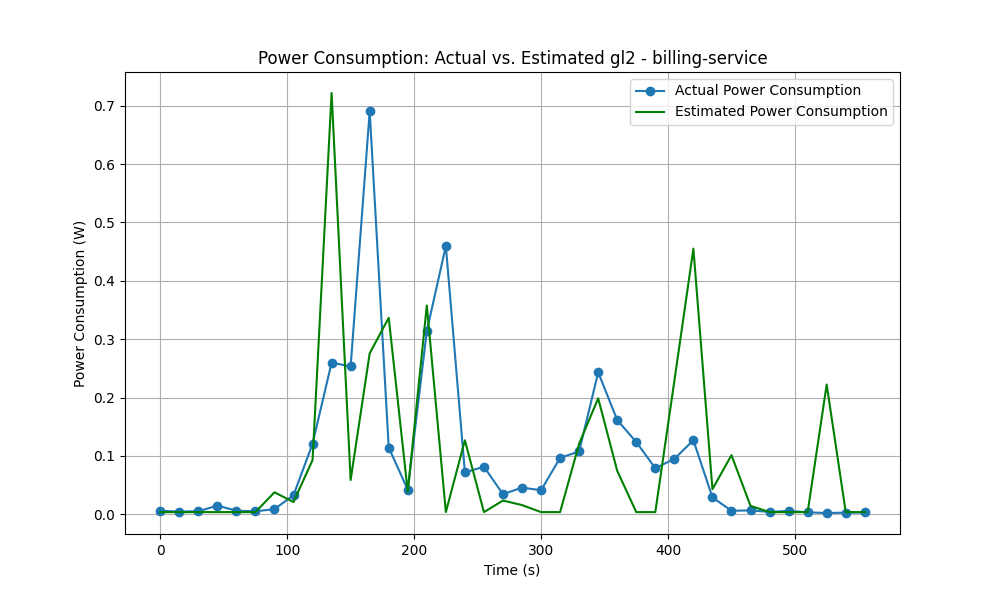 Power Consumption: Actual vs. Estimated gl2 - billing-service
Actual Power Consumption
Estimated Power Consumption
Power Consumption (W)
0.7
0.6
0.5
0.4
0.3
0.2
0.1
0.0
0 100 200 300 400 500
Time (s)